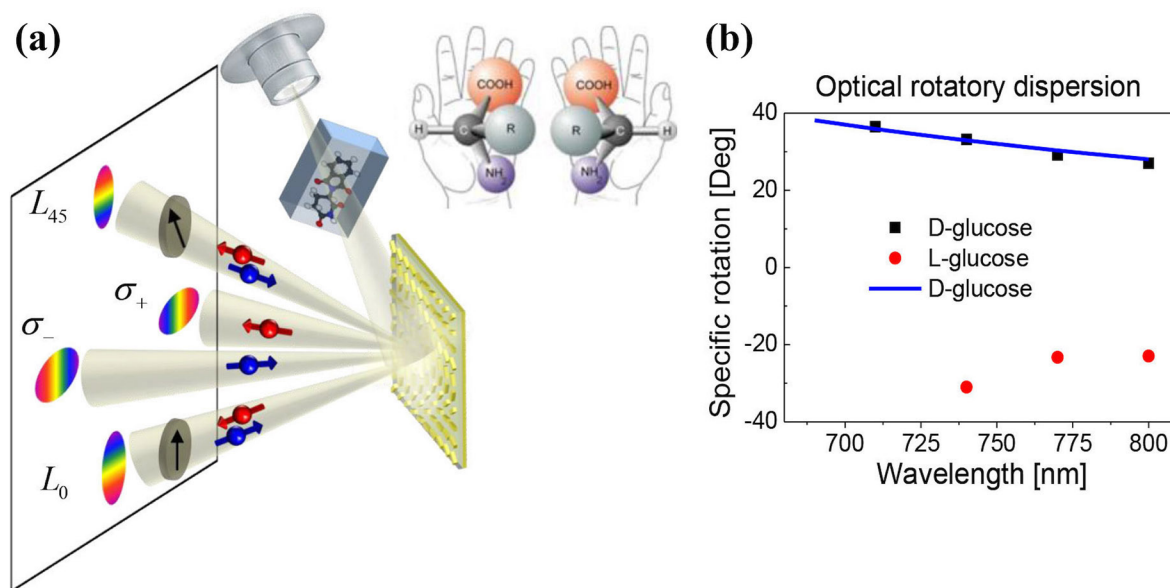 (a)
COOH
COOH
H
C
R
R
C
H
NH2
NH2
L45
σ+
σ−
L0
(b)
Optical rotatory dispersion
Specific rotation [Deg]
40
20
0
-20
-40
D-glucose
L-glucose
D-glucose
700
725
750
775
800
Wavelength [nm]